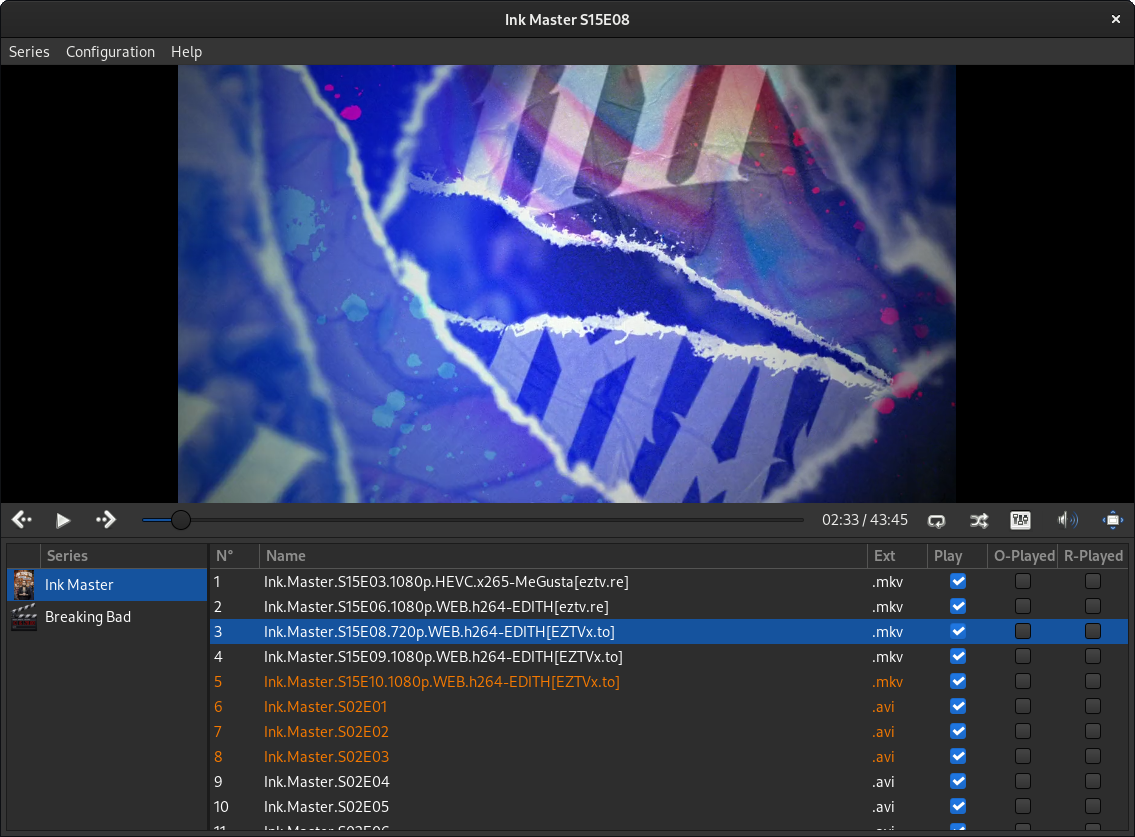 Ink Master S15E08
Series Configuration Help
02:33 / 43:45
Series
Ink Master
Breaking Bad
N° Name Ext Play O-Played R-Played
1 Ink.Master.S15E03.1080p.HEVC.x265-MeGusta[eztv.re] .mkv
2 Ink.Master.S15E06.1080p.WEB.h264-EDITH[eztv.re] .mkv
3 Ink.Master.S15E08.720p.WEB.h264-EDITH[EZTVx.to] .mkv
4 Ink.Master.S15E09.1080p.WEB.h264-EDITH[EZTVx.to] .mkv
5 Ink.Master.S15E10.1080p.WEB.h264-EDITH[EZTVx.to] .mkv
6 Ink.Master.S02E01 .avi
7 Ink.Master.S02E02 .avi
8 Ink.Master.S02E03 .avi
9 Ink.Master.S02E04 .avi
10 Ink.Master.S02E05 .avi
11 Ink.Master.S02E06 .avi